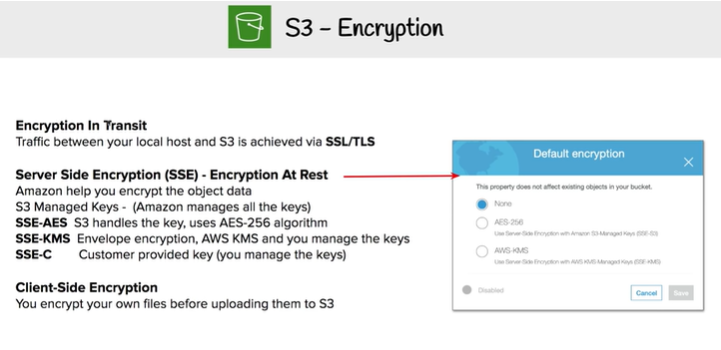 S3 - Encryption
Encryption In Transit
Traffic between your local host and S3 is achieved via SSL/TLS
Server Side Encryption (SSE) - Encryption At Rest
Amazon help you encrypt the object data
S3 Managed Keys - (Amazon manages all the keys)
SSE-AES S3 handles the key, uses AES-256 algorithm
SSE-KMS Envelope encryption, AWS KMS and you manage the keys
SSE-C Customer provided key (you manage the keys)
Client-Side Encryption
You encrypt your own files before uploading them to S3
Default encryption
This property does not affect existing objects in your bucket.
None
AES-256
Use Server-Side Encryption with Amazon S3-Managed Keys (SSE-S3)
AWS-KMS
Use Server-Side Encryption with AWS KMS-Managed Keys (SSE-KMS)
Disabled
Cancel Save